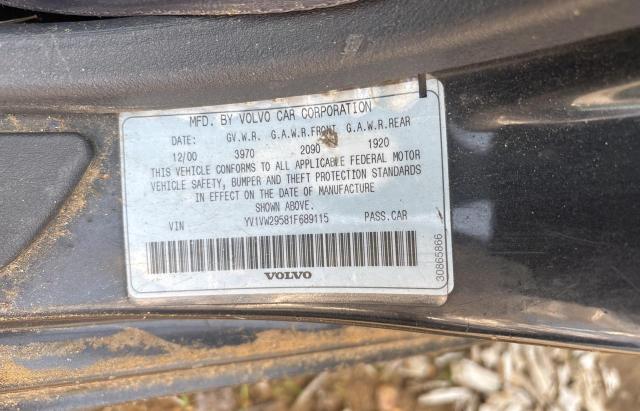 MFD. BY VOLVO CAR CORPORATION
DATE: GV.W.R. G.A.W.R.FRONT G.A.W.R.REAR
12/00 3970 2090 1920
THIS VEHICLE CONFORMS TO ALL APPLICABLE FEDERAL MOTOR
VEHICLE SAFETY, BUMPER AND THEFT PROTECTION STANDARDS
IN EFFECT ON THE DATE OF MANUFACTURE
SHOWN ABOVE.
VIN YV1VW29581F689115 PASS.CAR
VOLVO
30865866